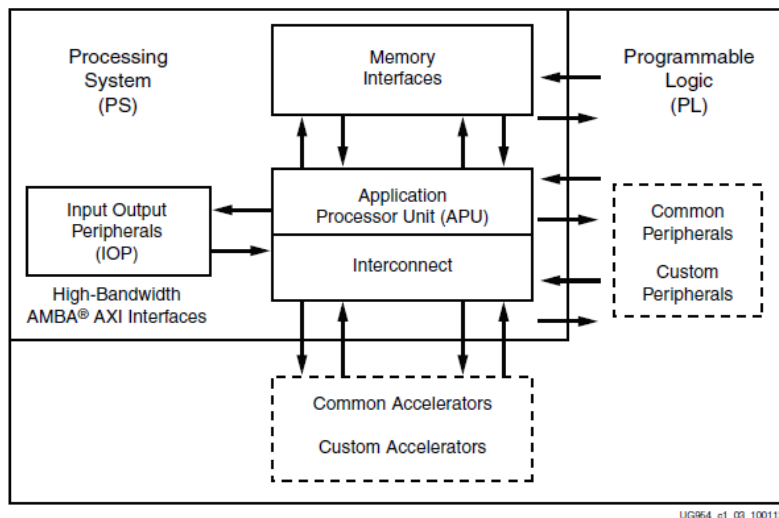 Processing
System
(PS)
Memory
Interfaces
Programmable
Logic
(PL)
Input Output
Peripherals
(IOP)
Application
Processor Unit (APU)
Interconnect
High-Bandwidth
AMBA® AXI Interfaces
Common
Peripherals
Custom
Peripherals
Common Accelerators
Custom Accelerators